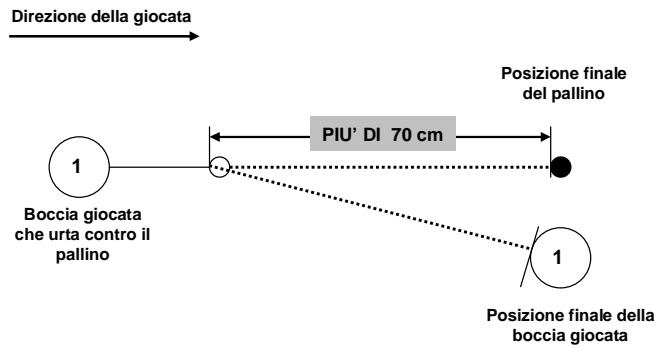 Direzione della giocata
Posizione finale
del pallino
PIU' DI 70 cm
1
Boccia giocata
che urta contro il
pallino
1
Posizione finale della
boccia giocata